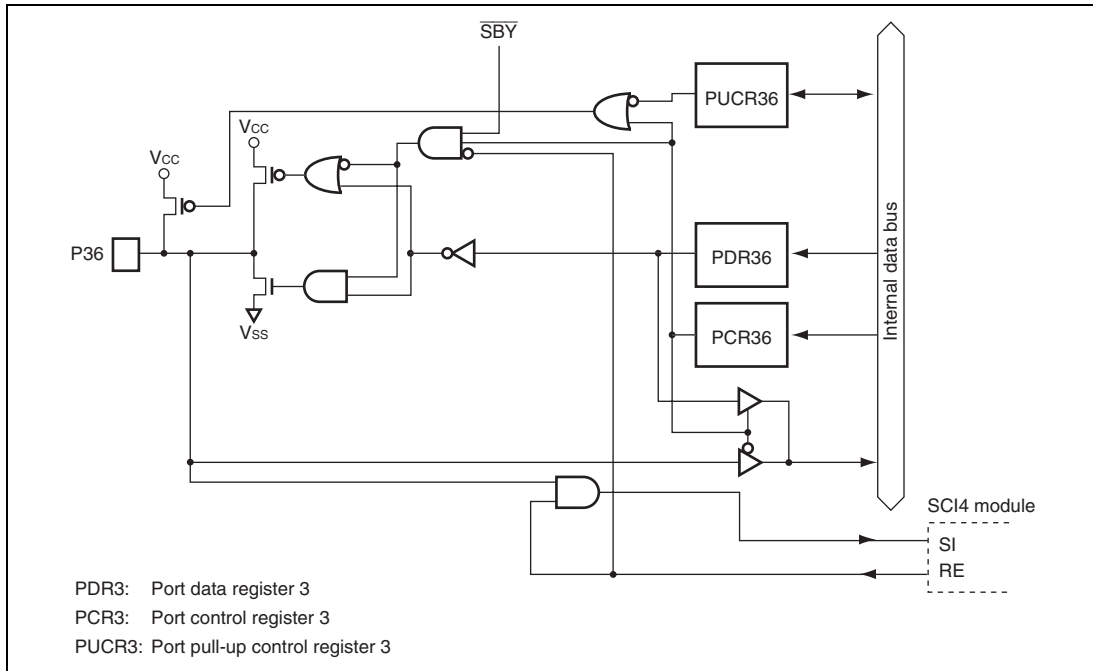 SBY
PUCR36
VCC
VCC
P36
PDR36
Internal data bus
VSS
PCR36
SCI4 module
SI
RE
PDR3: Port data register 3
PCR3: Port control register 3
PUCR3: Port pull-up control register 3